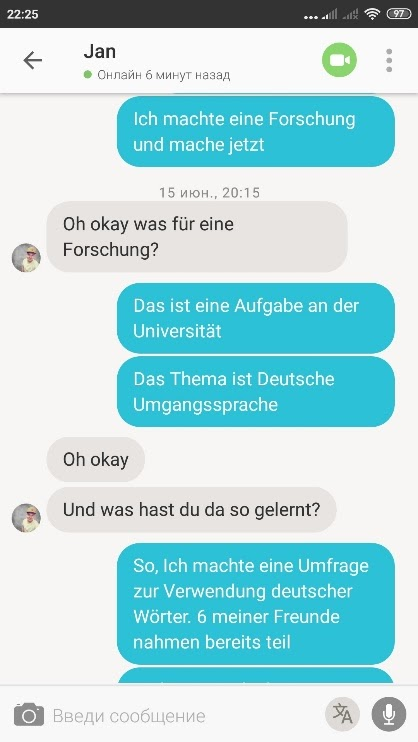 22:25
97
Jan
Онлайн 6 минут назад
Ich machte eine Forschung
und mache jetzt
15 июн., 20:15
Oh okay was für eine
Forschung?
Das ist eine Aufgabe an der
Universität
Das Thema ist Deutsche
Umgangssprache
Oh okay
Und was hast du da so gelernt?
So, Ich machte eine Umfrage
zur Verwendung deutscher
Wörter. 6 meiner Freunde
nahmen bereits teil
Введи сообщение